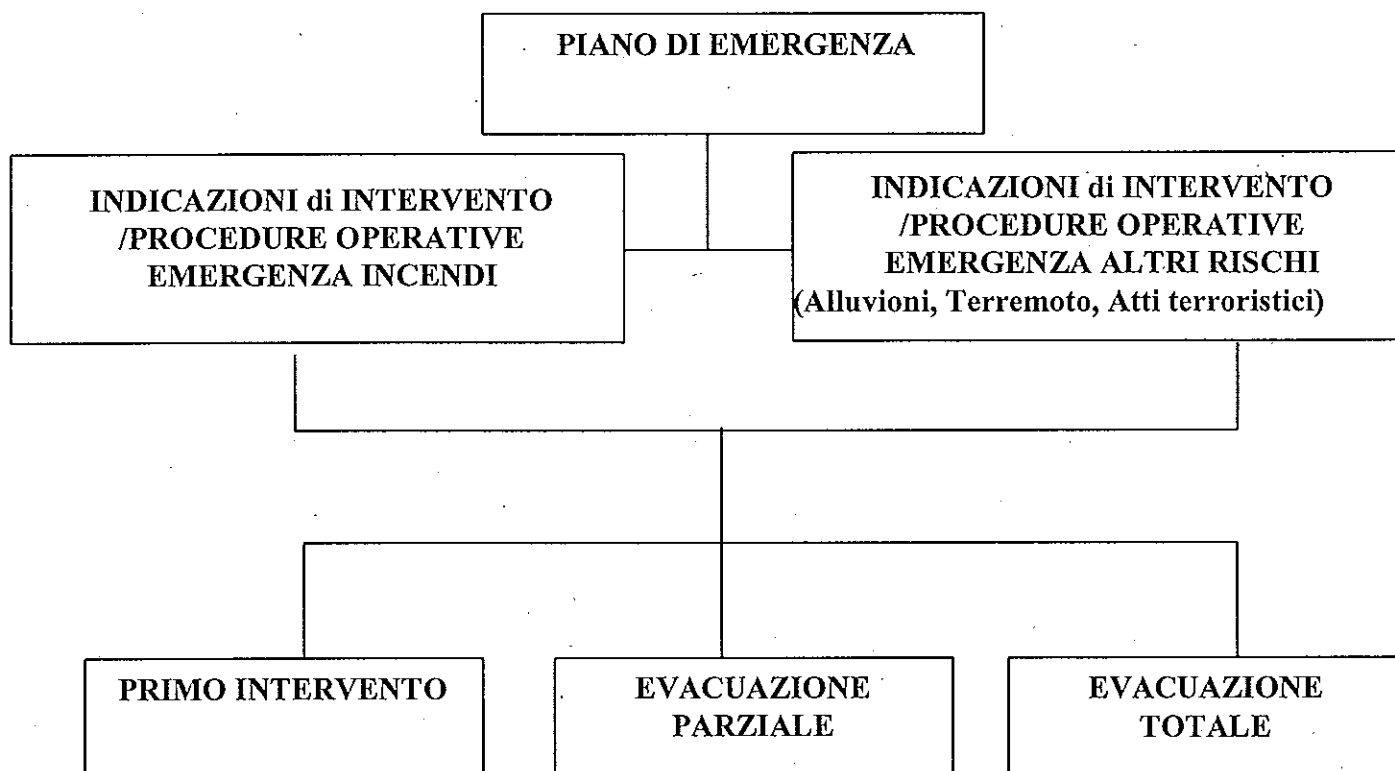 PIANO DI EMERGENZA
INDICAZIONI di INTERVENTO
/PROCEDURE OPERATIVE
EMERGENZA INCENDI
INDICAZIONI di INTERVENTO
/PROCEDURE OPERATIVE
EMERGENZA ALTRI RISCHI
(Alluvioni, Terremoto, Atti terroristici)
PRIMO INTERVENTO
EVACUAZIONE
PARZIALE
EVACUAZIONE
TOTALE